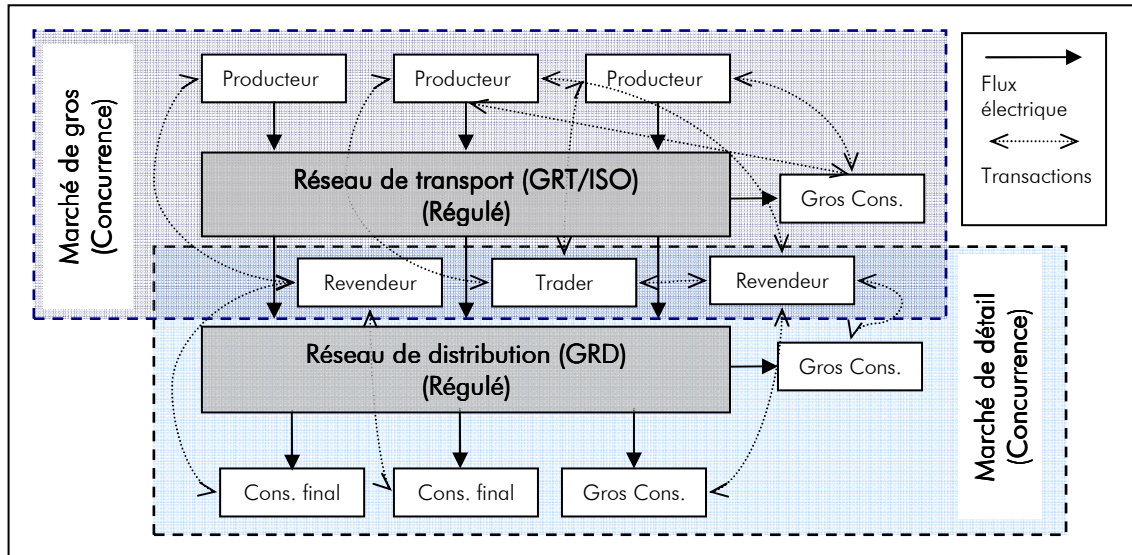 Marché de gros
(Concurrence)
Producteur
Producteur
Producteur
Réseau de transport (GRT/ISO)
(Régulé)
Gros Cons.
Revendeur
Trader
Revendeur
Réseau de distribution (GRD)
(Régulé)
Gros Cons.
Cons. final
Cons. final
Gros Cons.
Marché de détail
(Concurrence)
Flux
électrique
Transactions